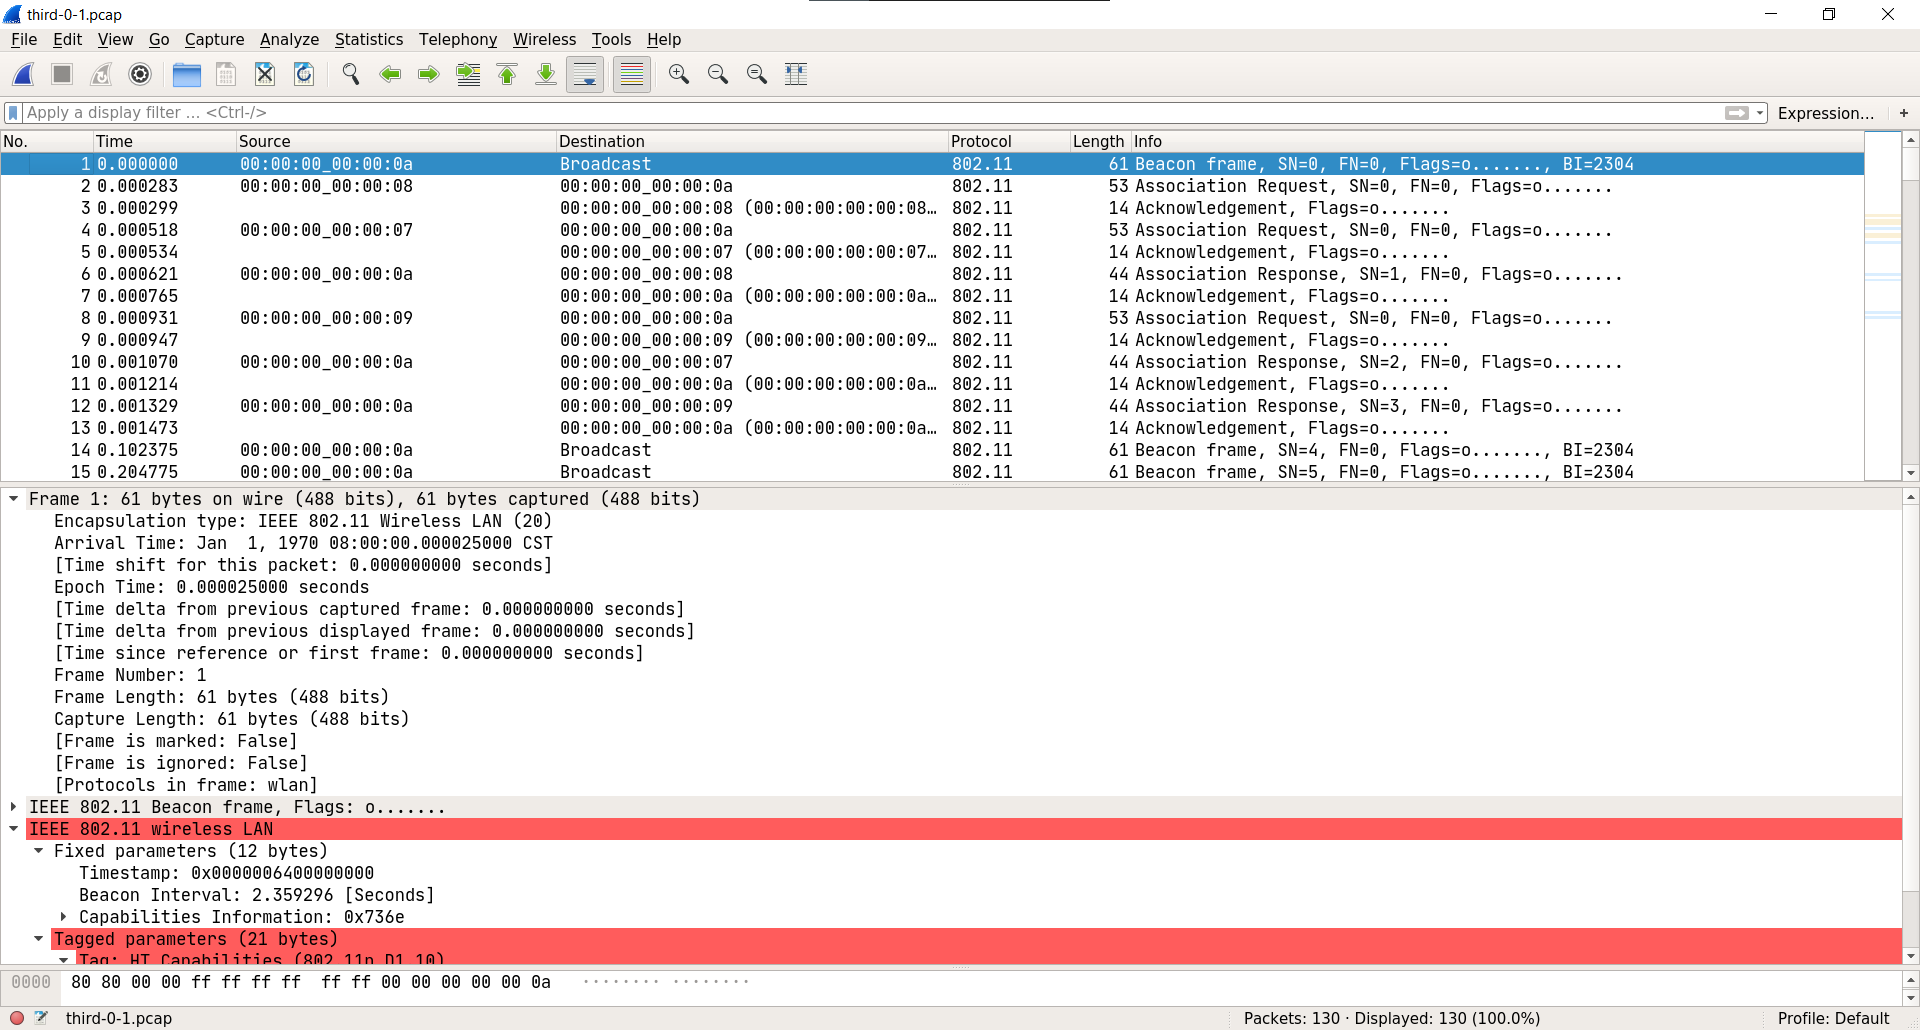 third-0-1.pcap
File Edit View Go Capture Analyze Statistics Telephony Wireless Tools Help
Apply a display filter … <Ctrl-/> Expression… +
No. Time Source Destination Protocol Length Info
1 0.000000 00:00:00_00:00:0a Broadcast 802.11 61 Beacon frame, SN=0, FN=0, Flags=o......., BI=2304
2 0.000283 00:00:00_00:00:08 00:00:00_00:00:0a 802.11 53 Association Request, SN=0, FN=0, Flags=o.......
3 0.000299 00:00:00_00:00:08 (00:00:00:00:00:08… 802.11 14 Acknowledgement, Flags=o.......
4 0.000518 00:00:00_00:00:07 00:00:00_00:00:0a 802.11 53 Association Request, SN=0, FN=0, Flags=o.......
5 0.000534 00:00:00_00:00:07 (00:00:00:00:00:07… 802.11 14 Acknowledgement, Flags=o.......
6 0.000621 00:00:00_00:00:0a 00:00:00_00:00:08 802.11 44 Association Response, SN=1, FN=0, Flags=o.......
7 0.000765 00:00:00_00:00:0a (00:00:00:00:00:0a… 802.11 14 Acknowledgement, Flags=o.......
8 0.000931 00:00:00_00:00:09 00:00:00_00:00:0a 802.11 53 Association Request, SN=0, FN=0, Flags=o.......
9 0.000947 00:00:00_00:00:09 (00:00:00:00:00:09… 802.11 14 Acknowledgement, Flags=o.......
10 0.001070 00:00:00_00:00:0a 00:00:00_00:00:07 802.11 44 Association Response, SN=2, FN=0, Flags=o.......
11 0.001214 00:00:00_00:00:0a (00:00:00:00:00:0a… 802.11 14 Acknowledgement, Flags=o.......
12 0.001329 00:00:00_00:00:0a 00:00:00_00:00:09 802.11 44 Association Response, SN=3, FN=0, Flags=o.......
13 0.001473 00:00:00_00:00:0a (00:00:00:00:00:0a… 802.11 14 Acknowledgement, Flags=o.......
14 0.102375 00:00:00_00:00:0a Broadcast 802.11 61 Beacon frame, SN=4, FN=0, Flags=o......., BI=2304
15 0.204775 00:00:00_00:00:0a Broadcast 802.11 61 Beacon frame, SN=5, FN=0, Flags=o......., BI=2304
Frame 1: 61 bytes on wire (488 bits), 61 bytes captured (488 bits)
Encapsulation type: IEEE 802.11 Wireless LAN (20)
Arrival Time: Jan  1, 1970 08:00:00.000025000 CST
[Time shift for this packet: 0.000000000 seconds]
Epoch Time: 0.000025000 seconds
[Time delta from previous captured frame: 0.000000000 seconds]
[Time delta from previous displayed frame: 0.000000000 seconds]
[Time since reference or first frame: 0.000000000 seconds]
Frame Number: 1
Frame Length: 61 bytes (488 bits)
Capture Length: 61 bytes (488 bits)
[Frame is marked: False]
[Frame is ignored: False]
[Protocols in frame: wlan]
IEEE 802.11 Beacon frame, Flags: o.......
IEEE 802.11 wireless LAN
Fixed parameters (12 bytes)
Timestamp: 0x0000006400000000
Beacon Interval: 2.359296 [Seconds]
Capabilities Information: 0x736e
Tagged parameters (21 bytes)
Tag: HT Capabilities (802.11n D1.10)
0000 80 80 00 00 ff ff ff ff  ff ff 00 00 00 00 00 0a ········ ········
third-0-1.pcap Packets: 130 · Displayed: 130 (100.0%) Profile: Default